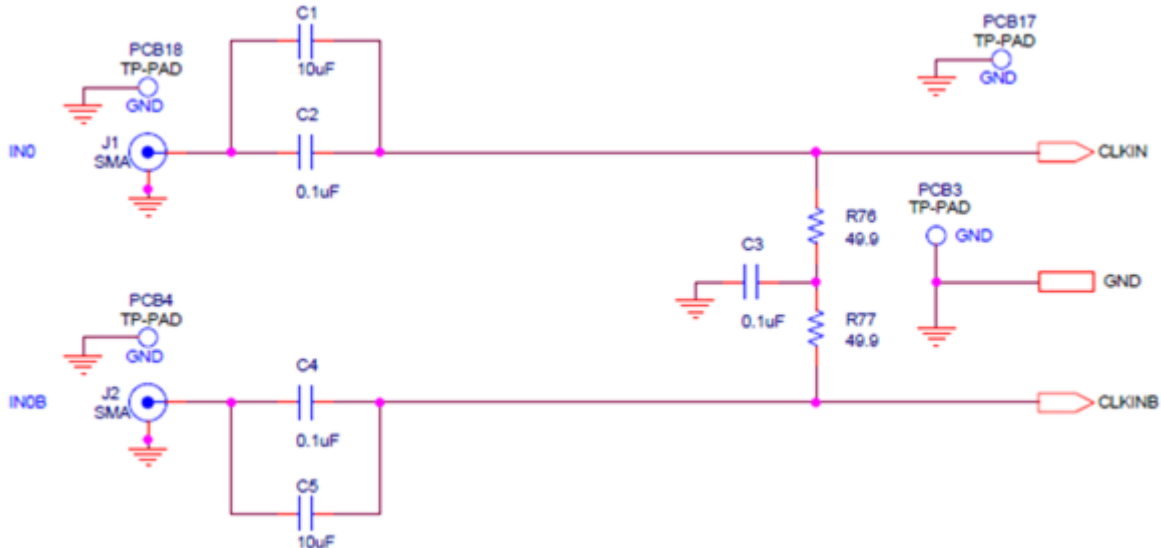 C1
10uF
PCB18
TP-PAD
GND
PCB17
TP-PAD
GND
C2
0.1uF
IN0
J1
SMA
CLKIN
R76
49.9
PCB3
TP-PAD
GND
C3
0.1uF
GND
R77
49.9
PCB4
TP-PAD
GND
IN0B
J2
SMA
C4
0.1uF
CLKINB
C5
10uF